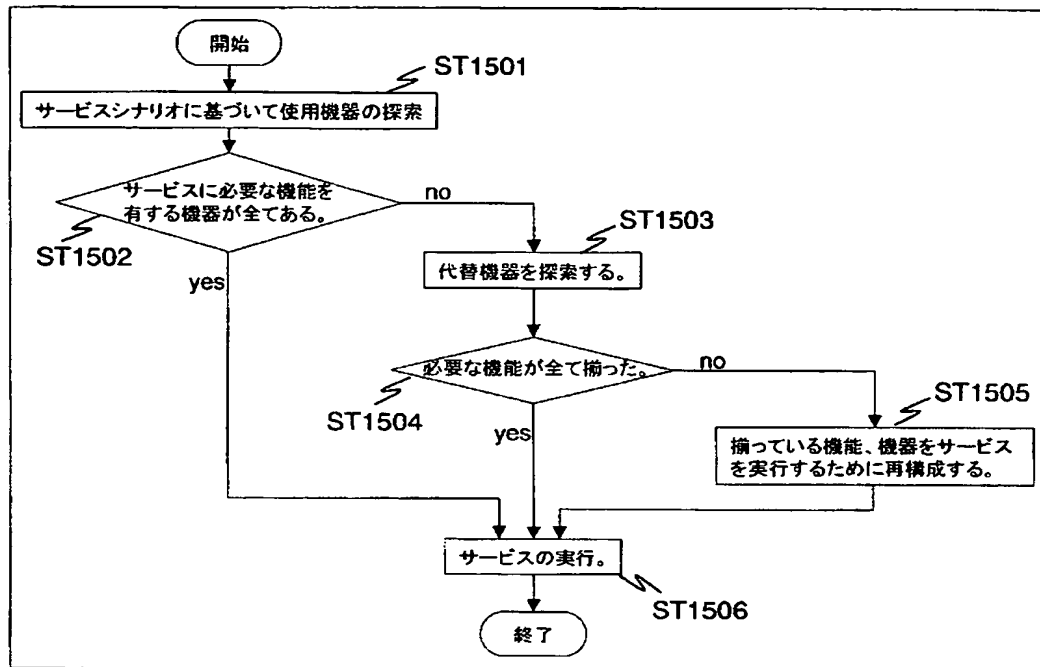 開始
ST1501
サービスシナリオに基づいて使用機器の探索
サービスに必要な機能を
有する機器が全てある。
no
ST1502
yes
ST1503
代替機器を探索する。
必要な機能が全て揃った。
no
ST1504
yes
ST1505
揃っている機能、機器をサービス
を実行するために再構成する。
サービスの実行。
ST1506
終了